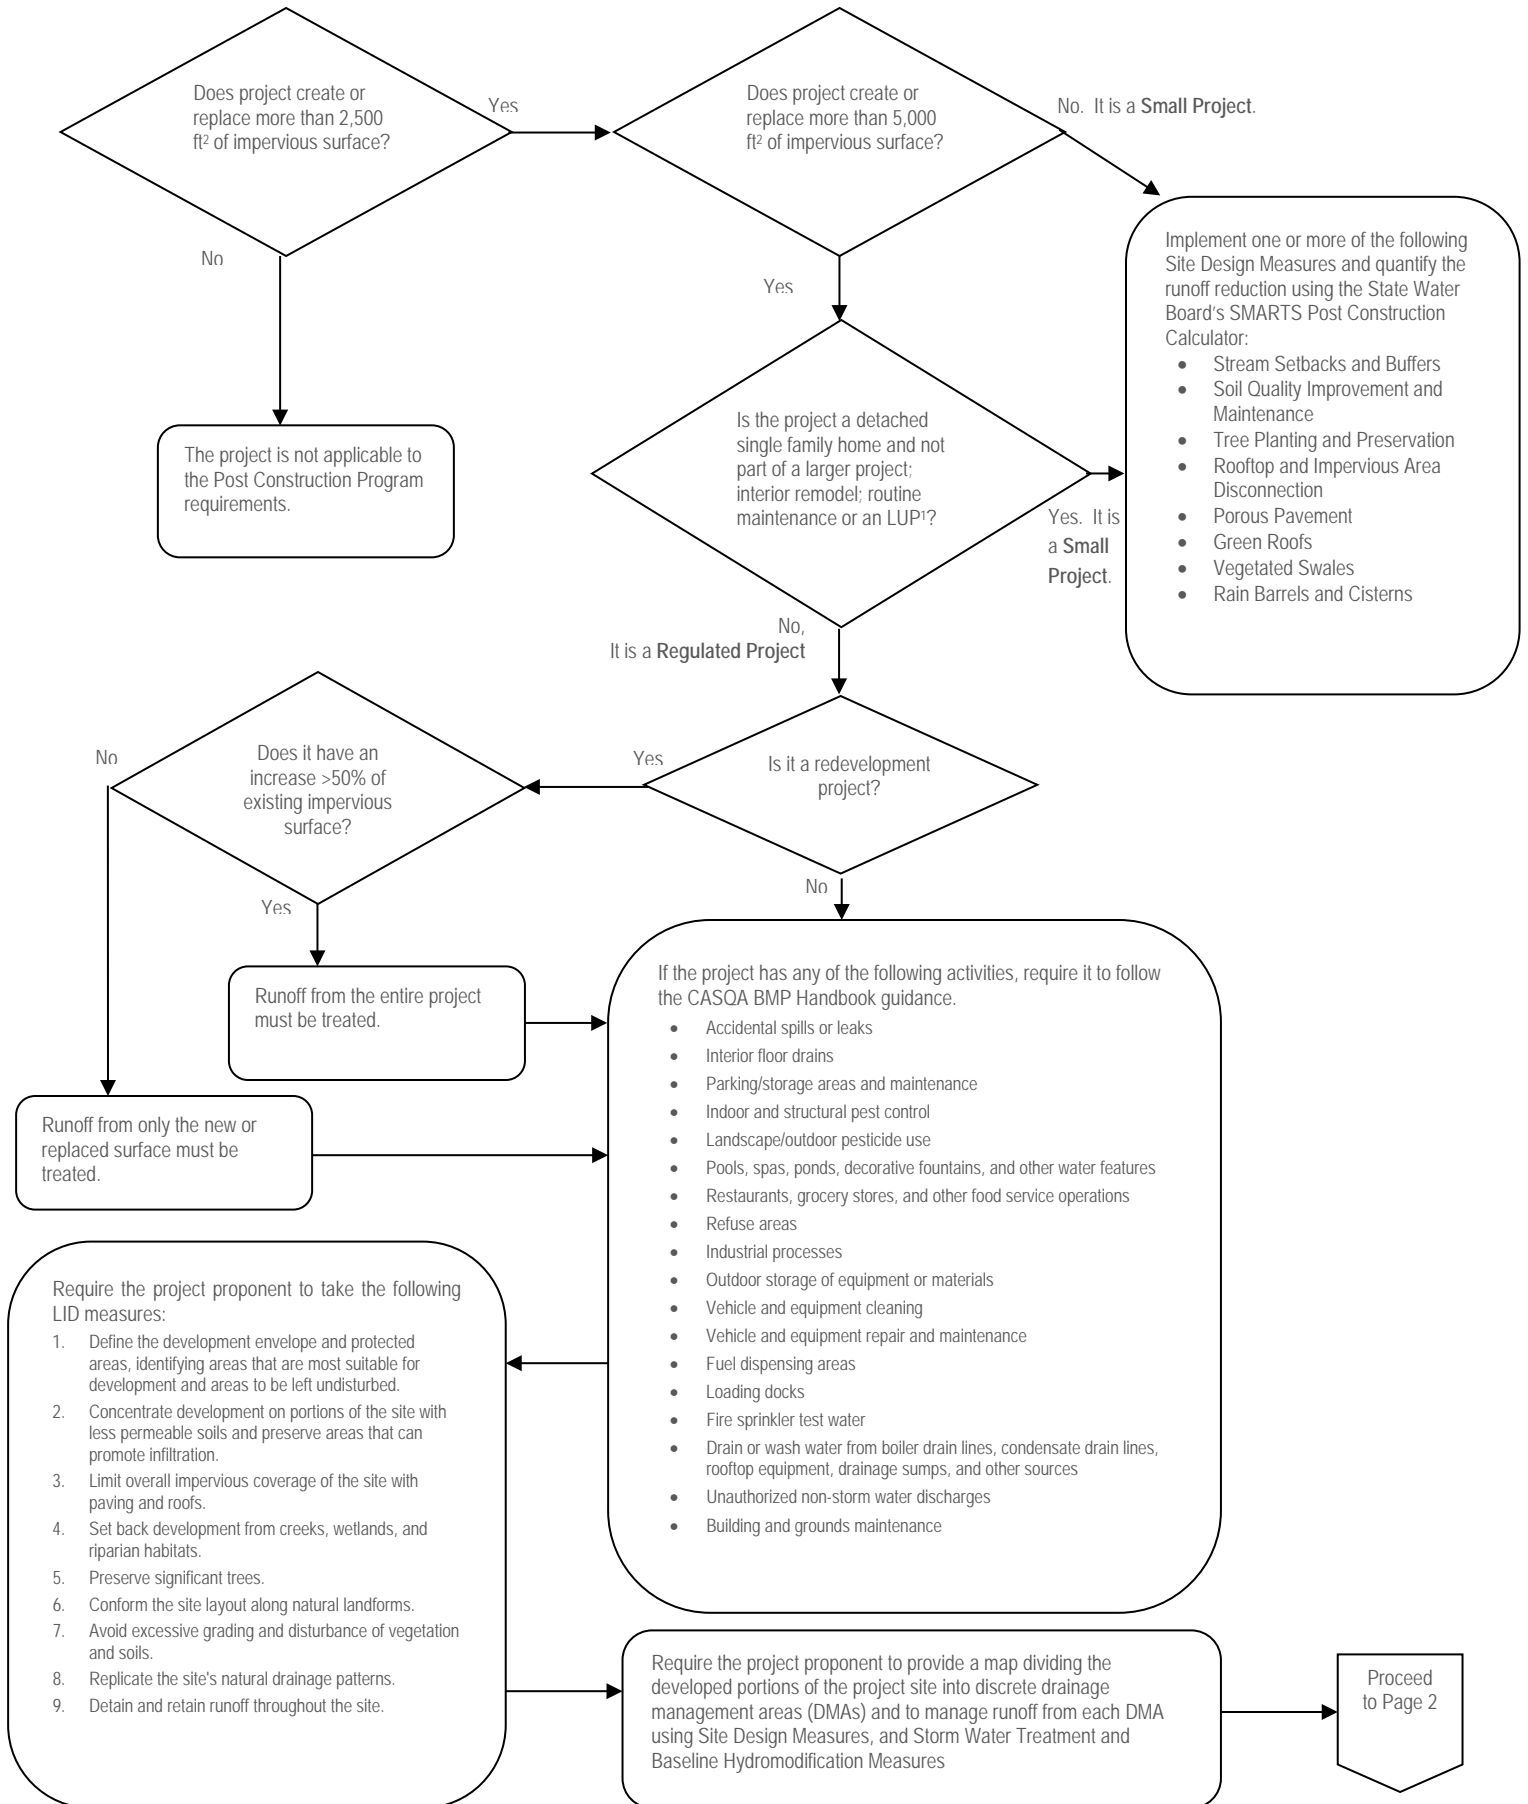 Does project create or
replace more than 2,500
ft² of impervious surface?
Yes
No
Does project create or
replace more than 5,000
ft² of impervious surface?
No. It is a Small Project.
Yes
Implement one or more of the following
Site Design Measures and quantify the
runoff reduction using the State Water
Board's SMARTS Post Construction
Calculator:
• Stream Setbacks and Buffers
• Soil Quality Improvement and
Maintenance
• Tree Planting and Preservation
• Rooftop and Impervious Area
Disconnection
• Porous Pavement
• Green Roofs
• Vegetated Swales
• Rain Barrels and Cisterns
The project is not applicable to
the Post Construction Program
requirements.
Is the project a detached
single family home and not
part of a larger project;
interior remodel; routine
maintenance or an LUP¹?
Yes. It is
a Small
Project.
No,
It is a Regulated Project
Is it a redevelopment
project?
Yes
No
Does it have an
increase >50% of
existing impervious
surface?
No
Yes
Runoff from the entire project
must be treated.
Runoff from only the new or
replaced surface must be
treated.
If the project has any of the following activities, require it to follow
the CASQA BMP Handbook guidance.
• Accidental spills or leaks
• Interior floor drains
• Parking/storage areas and maintenance
• Indoor and structural pest control
• Landscape/outdoor pesticide use
• Pools, spas, ponds, decorative fountains, and other water features
• Restaurants, grocery stores, and other food service operations
• Refuse areas
• Industrial processes
• Outdoor storage of equipment or materials
• Vehicle and equipment cleaning
• Vehicle and equipment repair and maintenance
• Fuel dispensing areas
• Loading docks
• Fire sprinkler test water
• Drain or wash water from boiler drain lines, condensate drain lines,
rooftop equipment, drainage sumps, and other sources
• Unauthorized non-storm water discharges
• Building and grounds maintenance
Require the project proponent to take the following
LID measures:
1. Define the development envelope and protected
areas, identifying areas that are most suitable for
development and areas to be left undisturbed.
2. Concentrate development on portions of the site with
less permeable soils and preserve areas that can
promote infiltration.
3. Limit overall impervious coverage of the site with
paving and roofs.
4. Set back development from creeks, wetlands, and
riparian habitats.
5. Preserve significant trees.
6. Conform the site layout along natural landforms.
7. Avoid excessive grading and disturbance of vegetation
and soils.
8. Replicate the site's natural drainage patterns.
9. Detain and retain runoff throughout the site.
Require the project proponent to provide a map dividing the
developed portions of the project site into discrete drainage
management areas (DMAs) and to manage runoff from each DMA
using Site Design Measures, and Storm Water Treatment and
Baseline Hydromodification Measures
Proceed
to Page 2